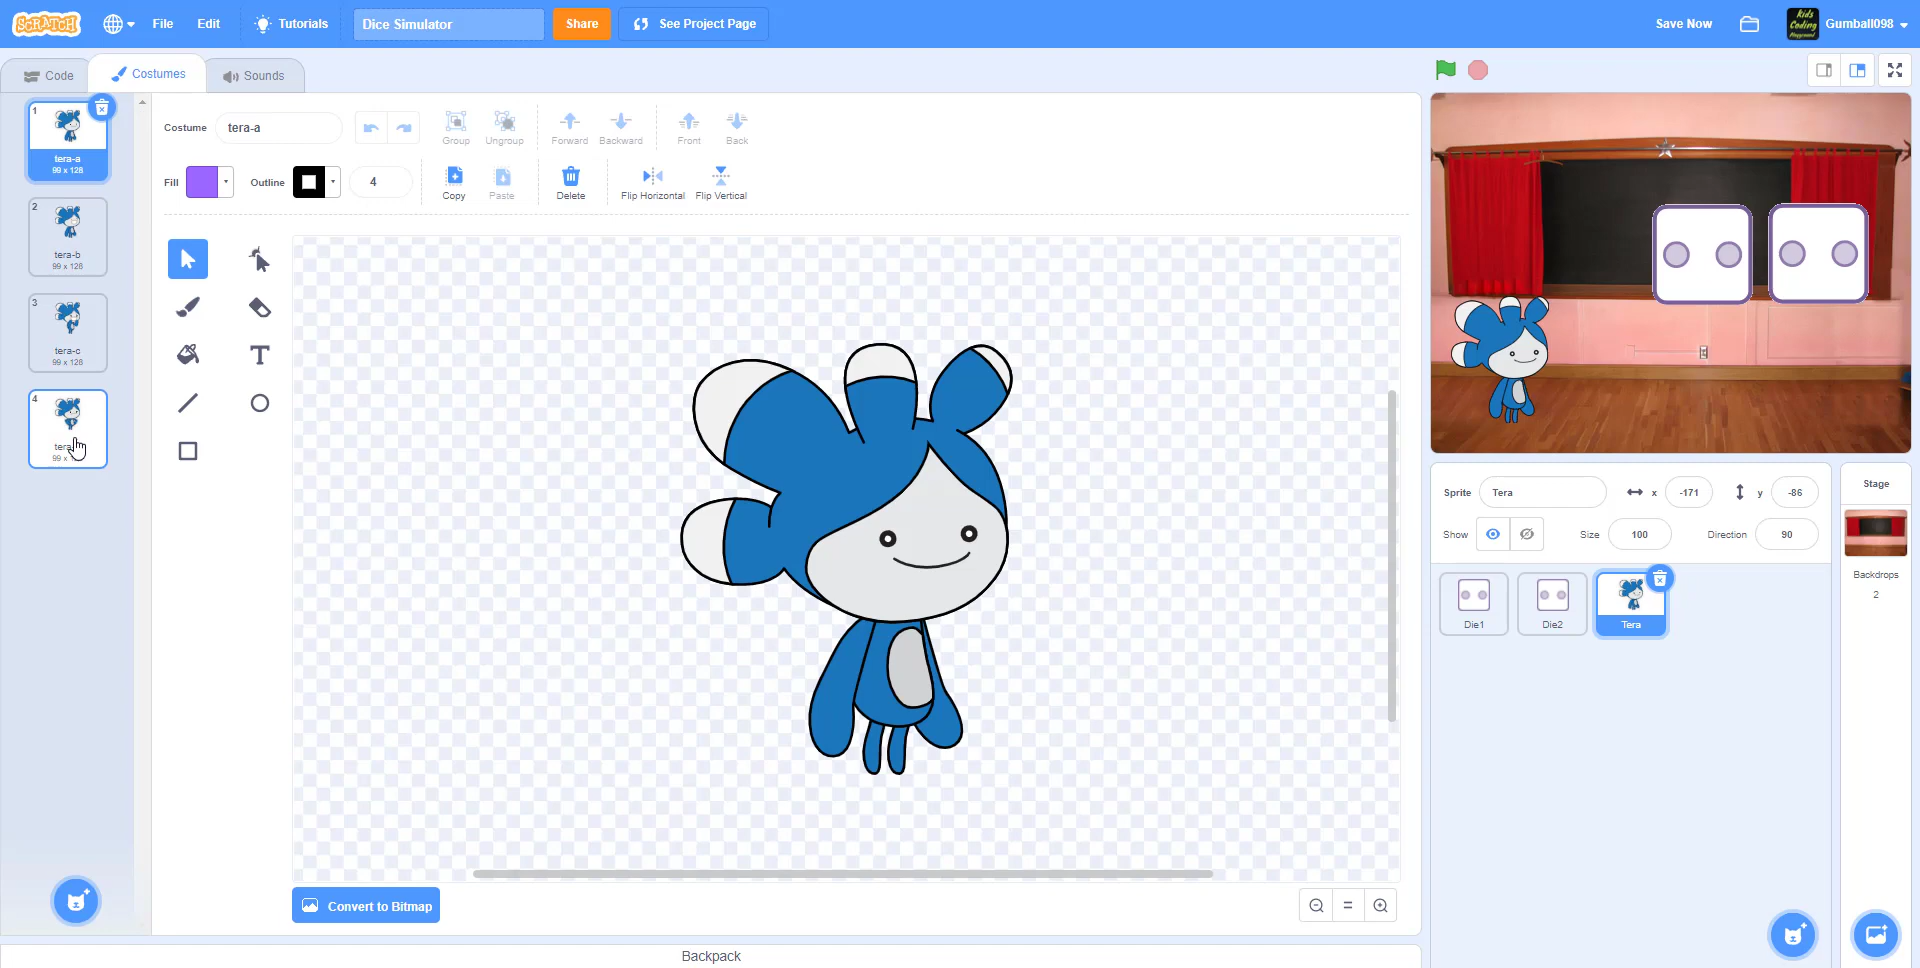 SCRATCH File Edit Tutorials Dice Simulator Share See Project Page Save Now Kids Coding Playground Gumball098
Code Costumes Sounds
1
tera-a
99 x 128
2
tera-b
99 x 128
3
tera-c
99 x 128
4
Costume tera-a Group Ungroup Forward Backward Front Back
Fill Outline 4 Copy Paste Delete Flip Horizontal Flip Vertical
Convert to Bitmap
Backpack
Sprite Tera x -171 y -86
Show Size 100 Direction 90
Die1 Die2 Tera
Stage
Backdrops
2